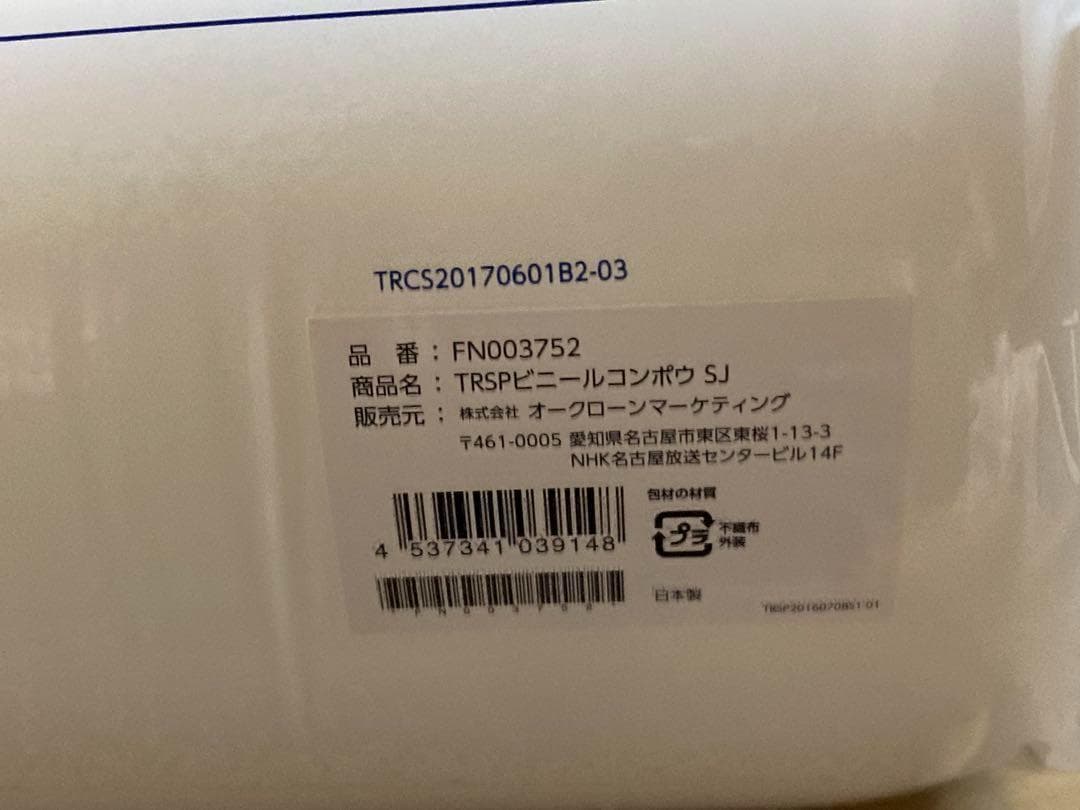 TRCS20170601B2-03
品 番：FN003752
商品名：TRSPビニールコンポウ SJ
販売元：株式会社 オークローンマーケティング
〒461-0005 愛知県名古屋市東区東桜1-13-3
NHK名古屋放送センタービル14F
包材の材質
プラ
不織布
外装
4 537341 039148
日本製